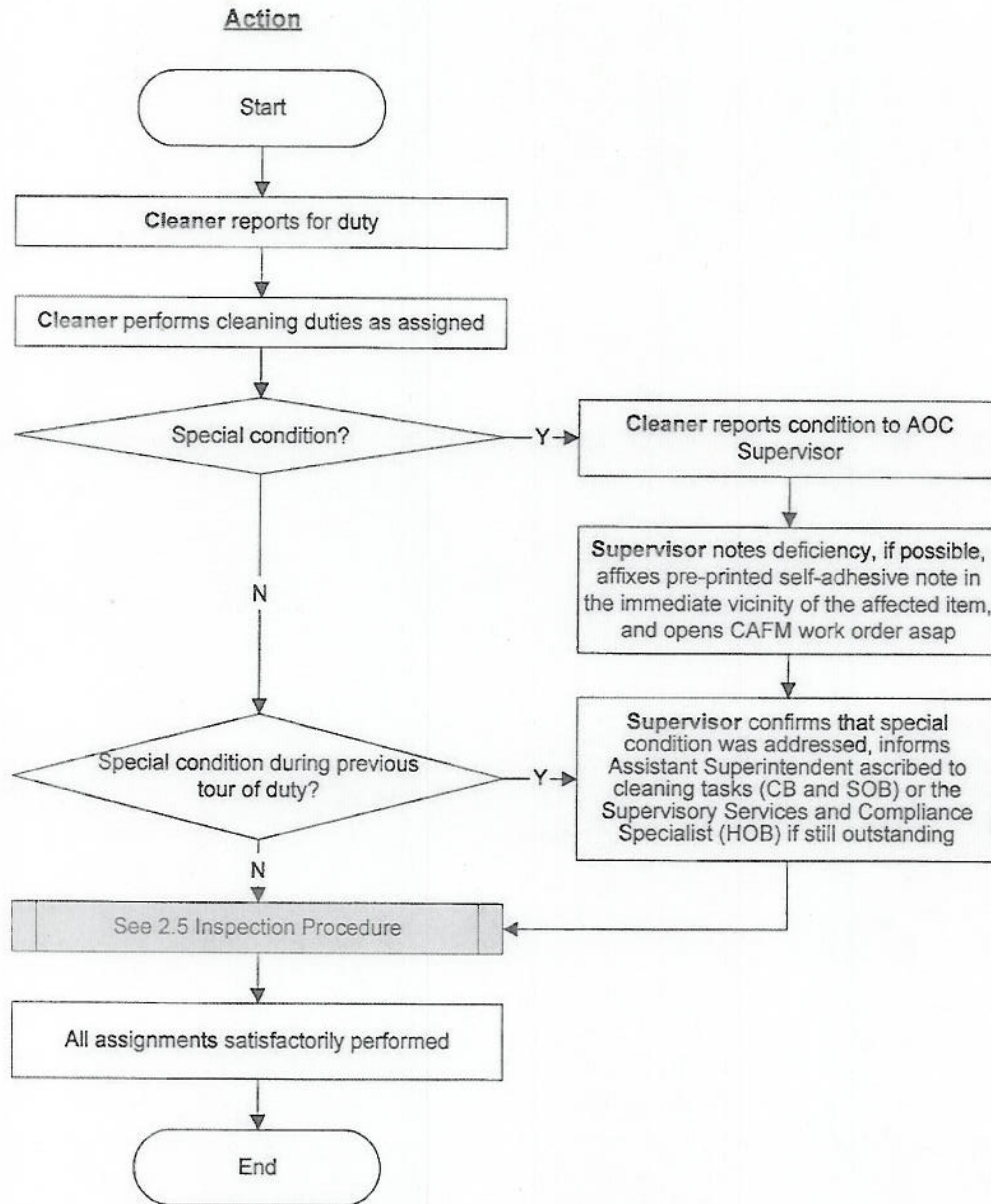 Action
Start
Cleaner reports for duty
Cleaner performs cleaning duties as assigned
Special condition?
Y
Cleaner reports condition to AOC
Supervisor
Supervisor notes deficiency, if possible,
affixes pre-printed self-adhesive note in
the immediate vicinity of the affected item,
and opens CAFM work order asap
N
Special condition during previous
tour of duty?
Y
Supervisor confirms that special
condition was addressed, informs
Assistant Superintendent ascribed to
cleaning tasks (CB and SOB) or the
Supervisory Services and Compliance
Specialist (HOB) if still outstanding
N
See 2.5 Inspection Procedure
All assignments satisfactorily performed
End